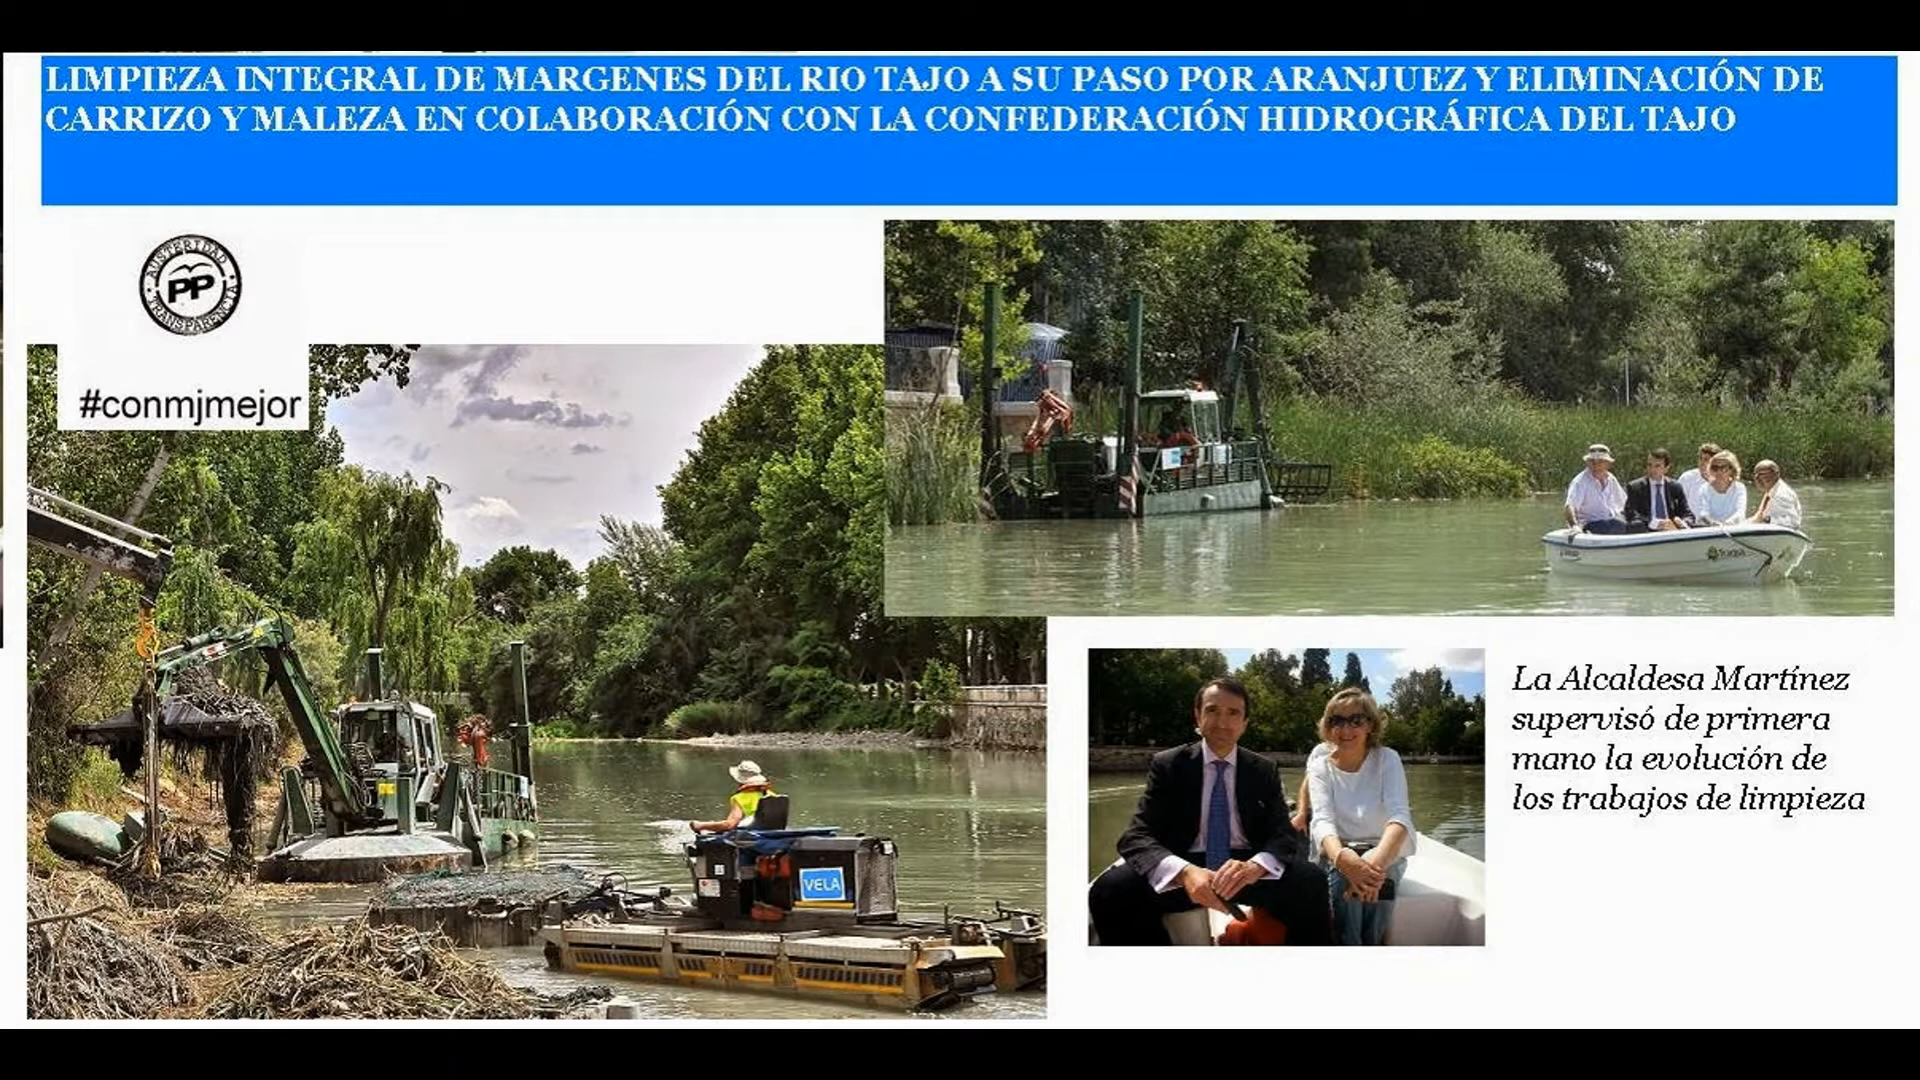 LIMPIEZA INTEGRAL DE MARGENES DEL RIO TAJO A SU PASO POR ARANJUEZ Y ELIMINACIÓN DE
CARRIZO Y MALEZA EN COLABORACIÓN CON LA CONFEDERACIÓN HIDROGRÁFICA DEL TAJO
AUSTERIDAD
PP
TRANSPARENCIA
#conmjmejor
VELA
La Alcaldesa Martínez
supervisó de primera
mano la evolución de
los trabajos de limpieza